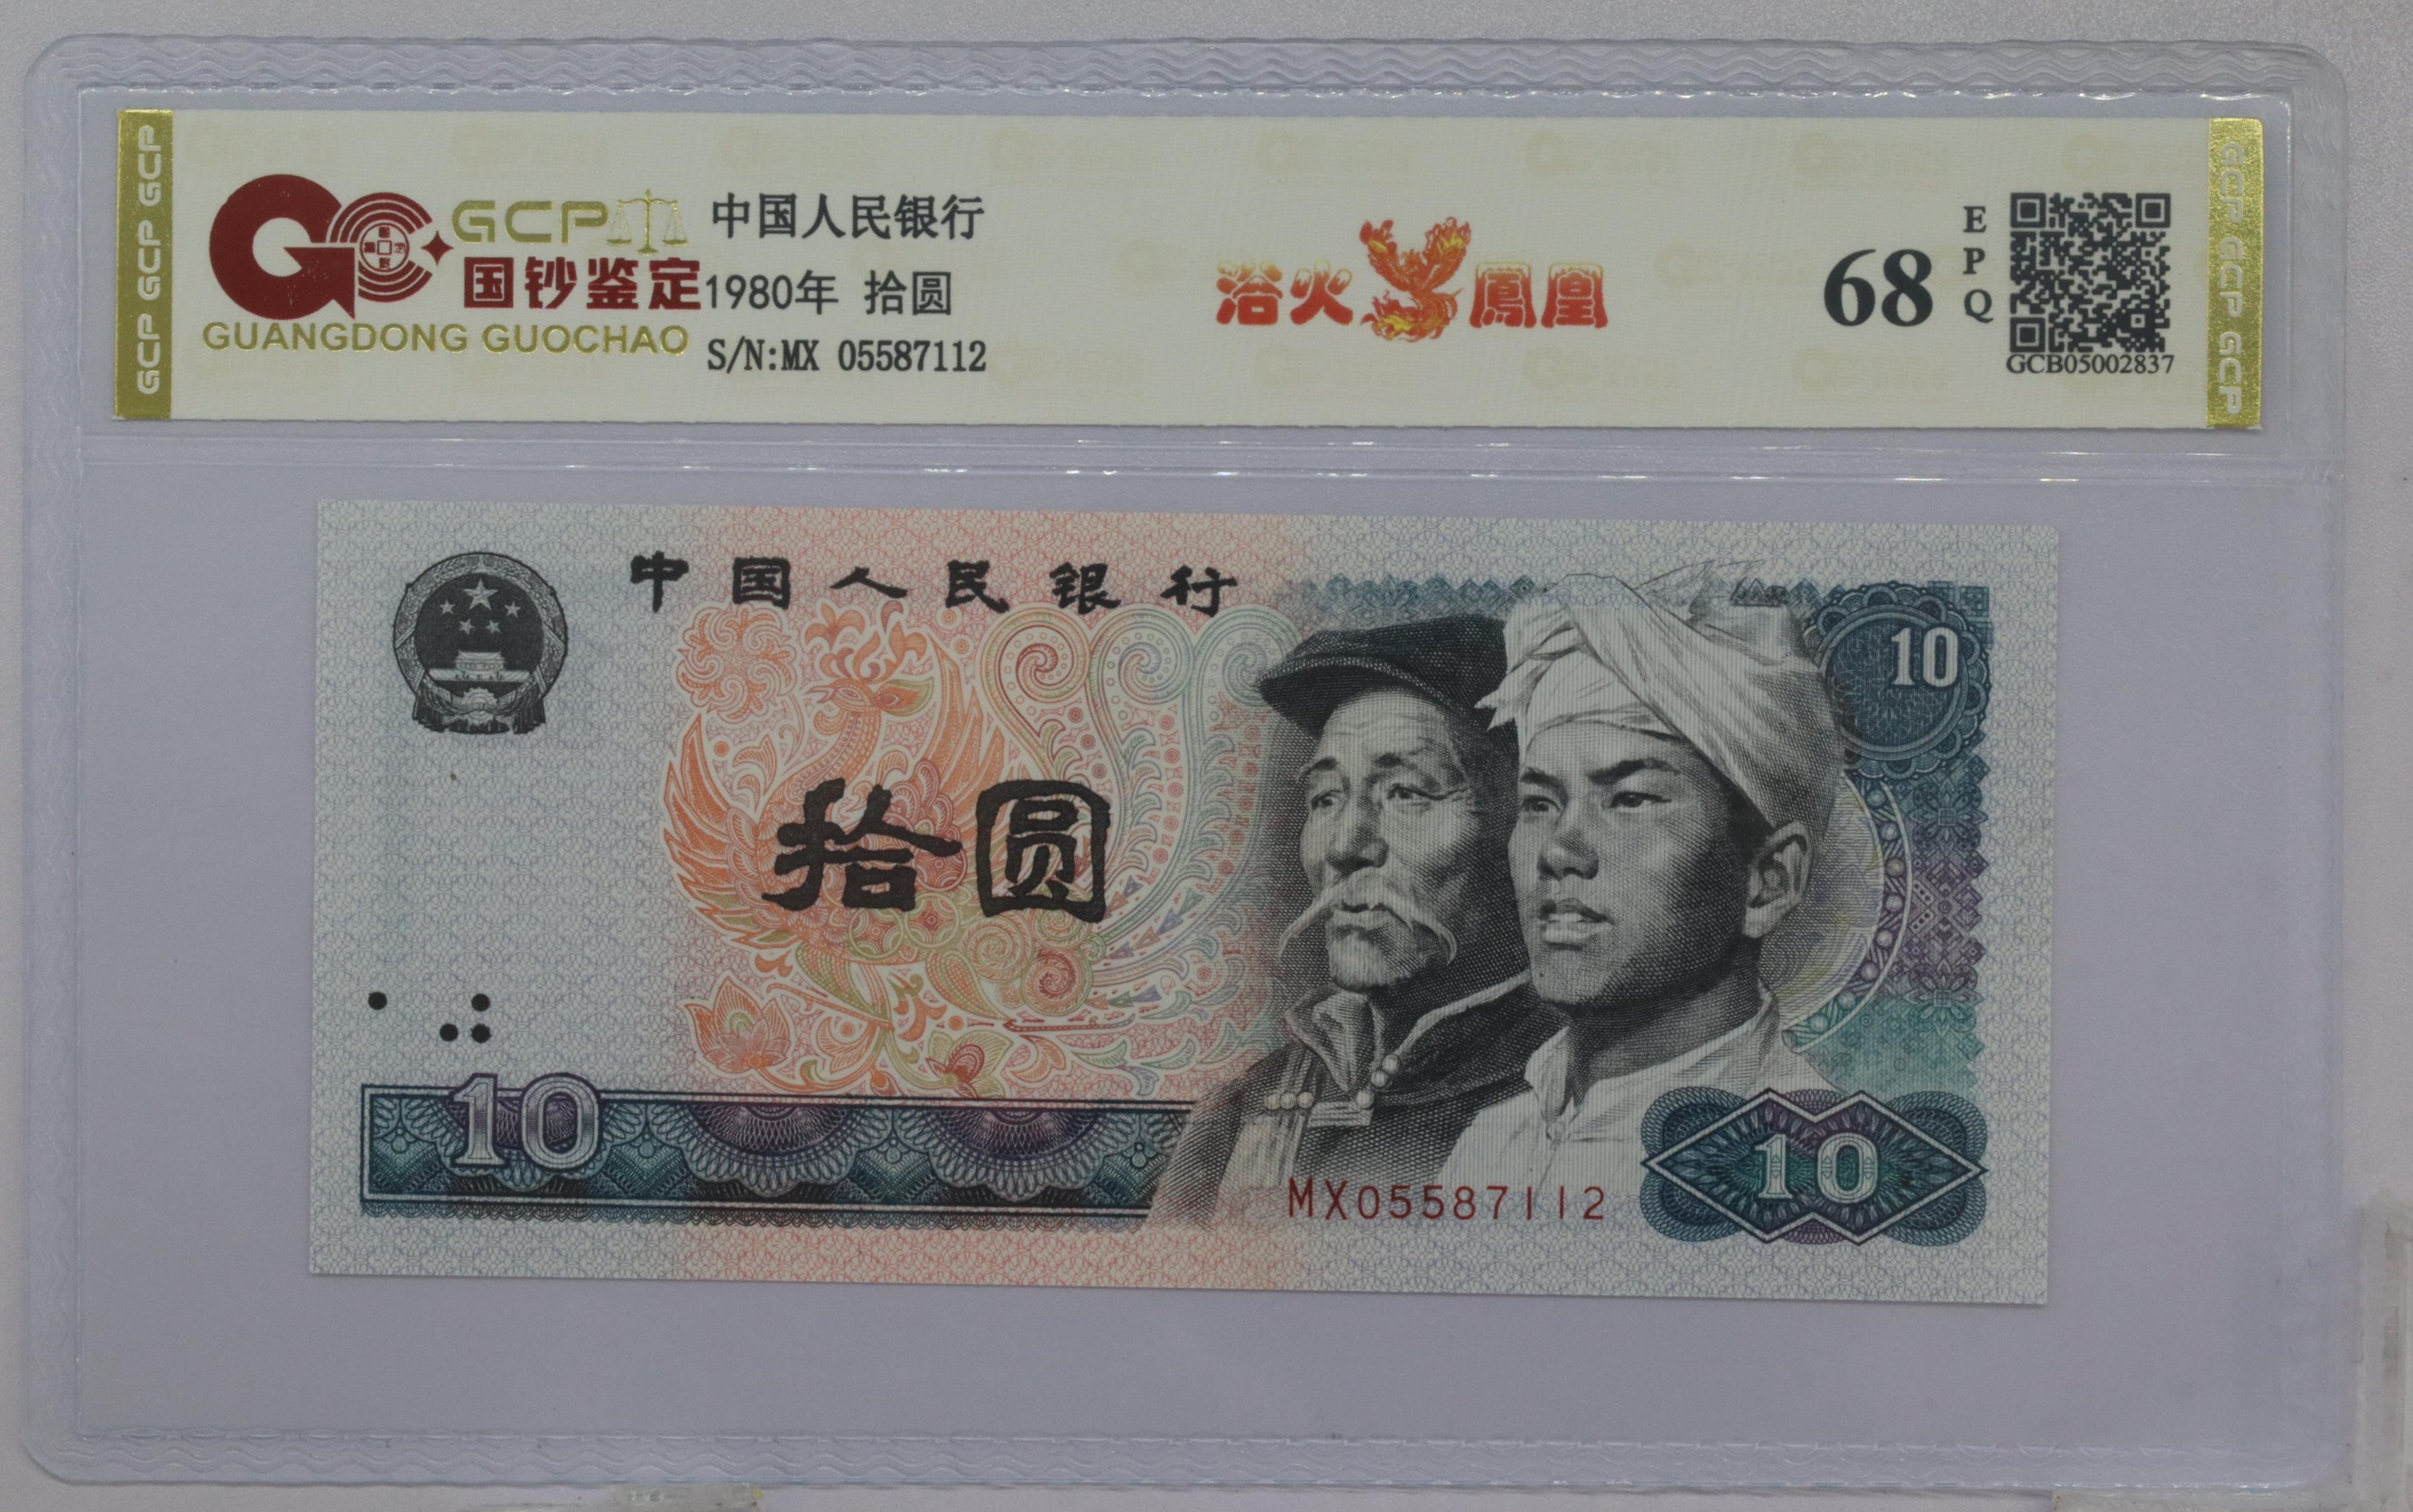 GCP GCP GCP
GCP
国钞鉴定
GUANGDONG GUOCHAO
中国人民银行
1980年 拾圆
S/N:MX 05587112
浴火鳳凰
68
EPQ
GCB05002837
GCP GCP GCP
中国人民银行
10
拾圆
10
MX05587112
10